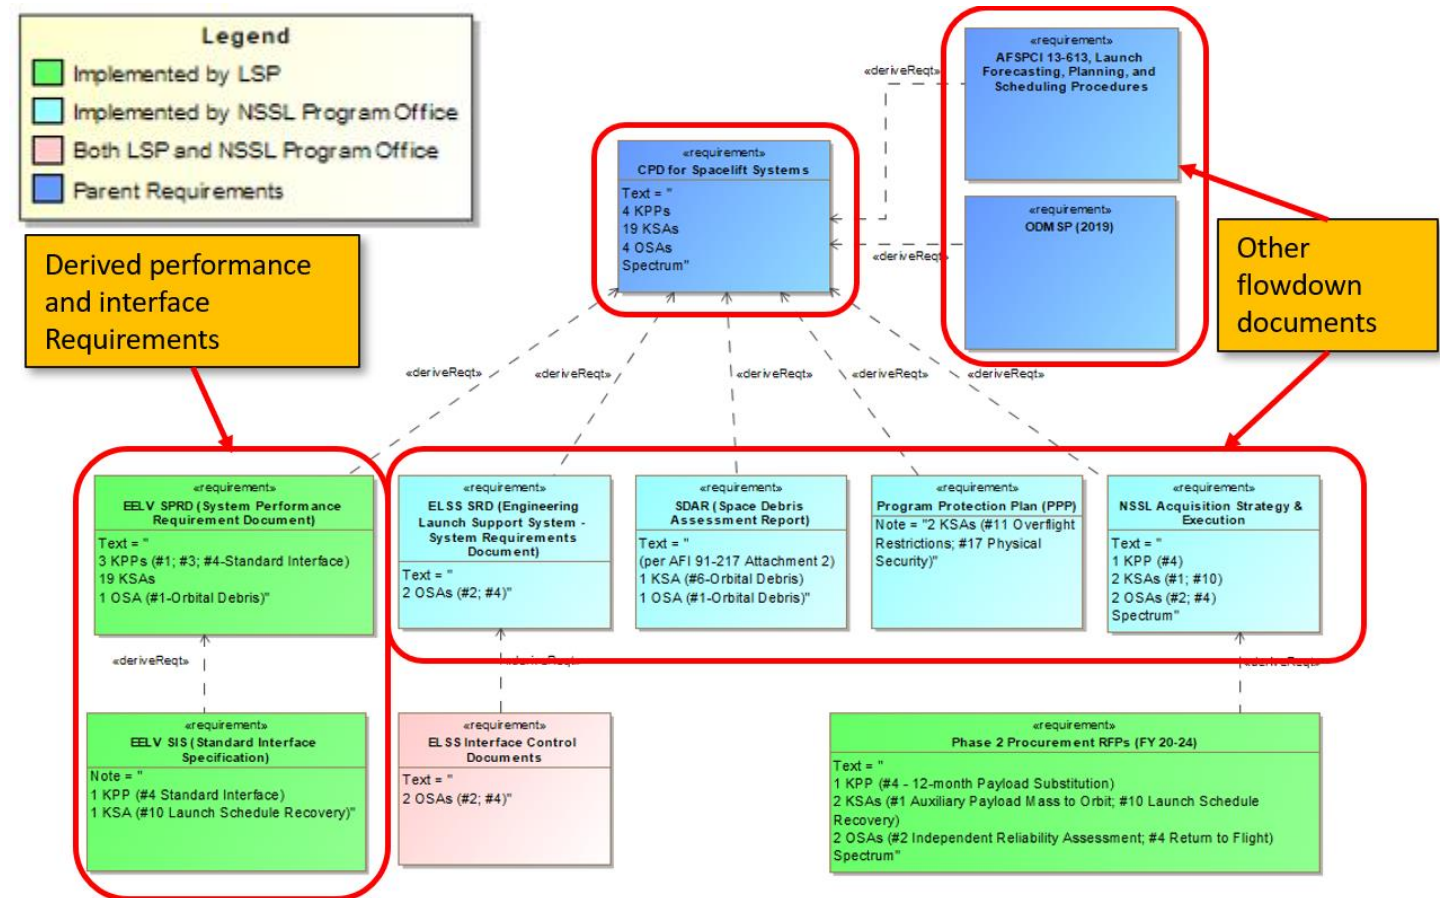 Legend
Implemented by LSP
Implemented by NSSL Program Office
Both LSP and NSSL Program Office
Parent Requirements
«requirement»
AFSPCI 13-613, Launch
Forecasting, Planning, and
Scheduling Procedures
«deriveReqt»
«requirement»
CPD for Spacelift Systems
Text = "
4 KPPs
19 KSAs
4 OSAs
Spectrum"
«requirement»
ODMSP (2019)
«deriveReqt»
Derived performance
and interface
Requirements
Other
flowdown
documents
«deriveReqt»
«deriveReqt»
«deriveReqt»
«deriveReqt»
«deriveReqt»
«requirement»
EELV SPRD (System Performance
Requirement Document)
Text = "
3 KPPs (#1; #3; #4-Standard Interface)
19 KSAs
1 OSA (#1-Orbital Debris)"
«requirement»
ELSS SRD (Engineering
Launch Support System -
System Requirements
Document)
Text = "
2 OSAs (#2; #4)"
«requirement»
SDAR (Space Debris
Assessment Report)
Text = "
(per AFI 91-217 Attachment 2)
1 KSA (#6-Orbital Debris)
1 OSA (#1-Orbital Debris)"
«requirement»
Program Protection Plan (PPP)
Note = "2 KSAs (#11 Overflight
Restrictions; #17 Physical
Security)"
«requirement»
NSSL Acquisition Strategy &
Execution
Text = "
1 KPP (#4)
2 KSAs (#1; #10)
2 OSAs (#2; #4)
Spectrum"
«deriveReqt»
«deriveReqt»
«deriveReqt»
«requirement»
EELV SIS (Standard Interface
Specification)
Note = "
1 KPP (#4 Standard Interface)
1 KSA (#10 Launch Schedule Recovery)"
«requirement»
ELSS Interface Control
Documents
Text = "
2 OSAs (#2; #4)"
«requirement»
Phase 2 Procurement RFPs (FY 20-24)
Text = "
1 KPP (#4 - 12-month Payload Substitution)
2 KSAs (#1 Auxiliary Payload Mass to Orbit; #10 Launch Schedule
Recovery)
2 OSAs (#2 Independent Reliability Assessment; #4 Return to Flight)
Spectrum"